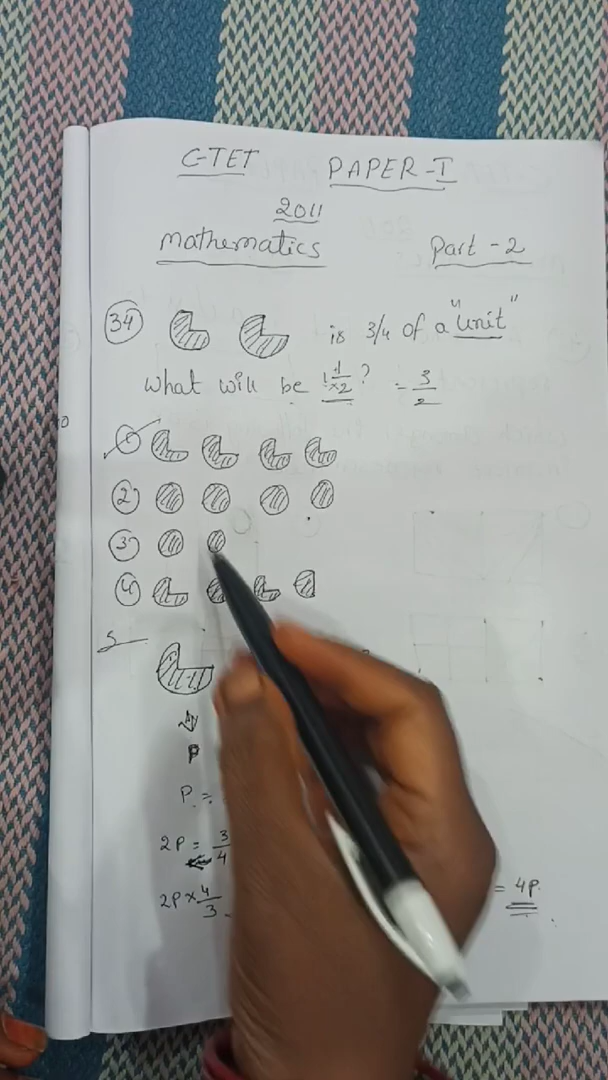 CTET PAPER-I
2011
Mathematics Part-2
34 is 3/4 of a "Unit"
What will be 1 1/2? = 3/2
1
2
3
4
S
P
P =
2P = 3/4
2P × 4/3
= 4P.